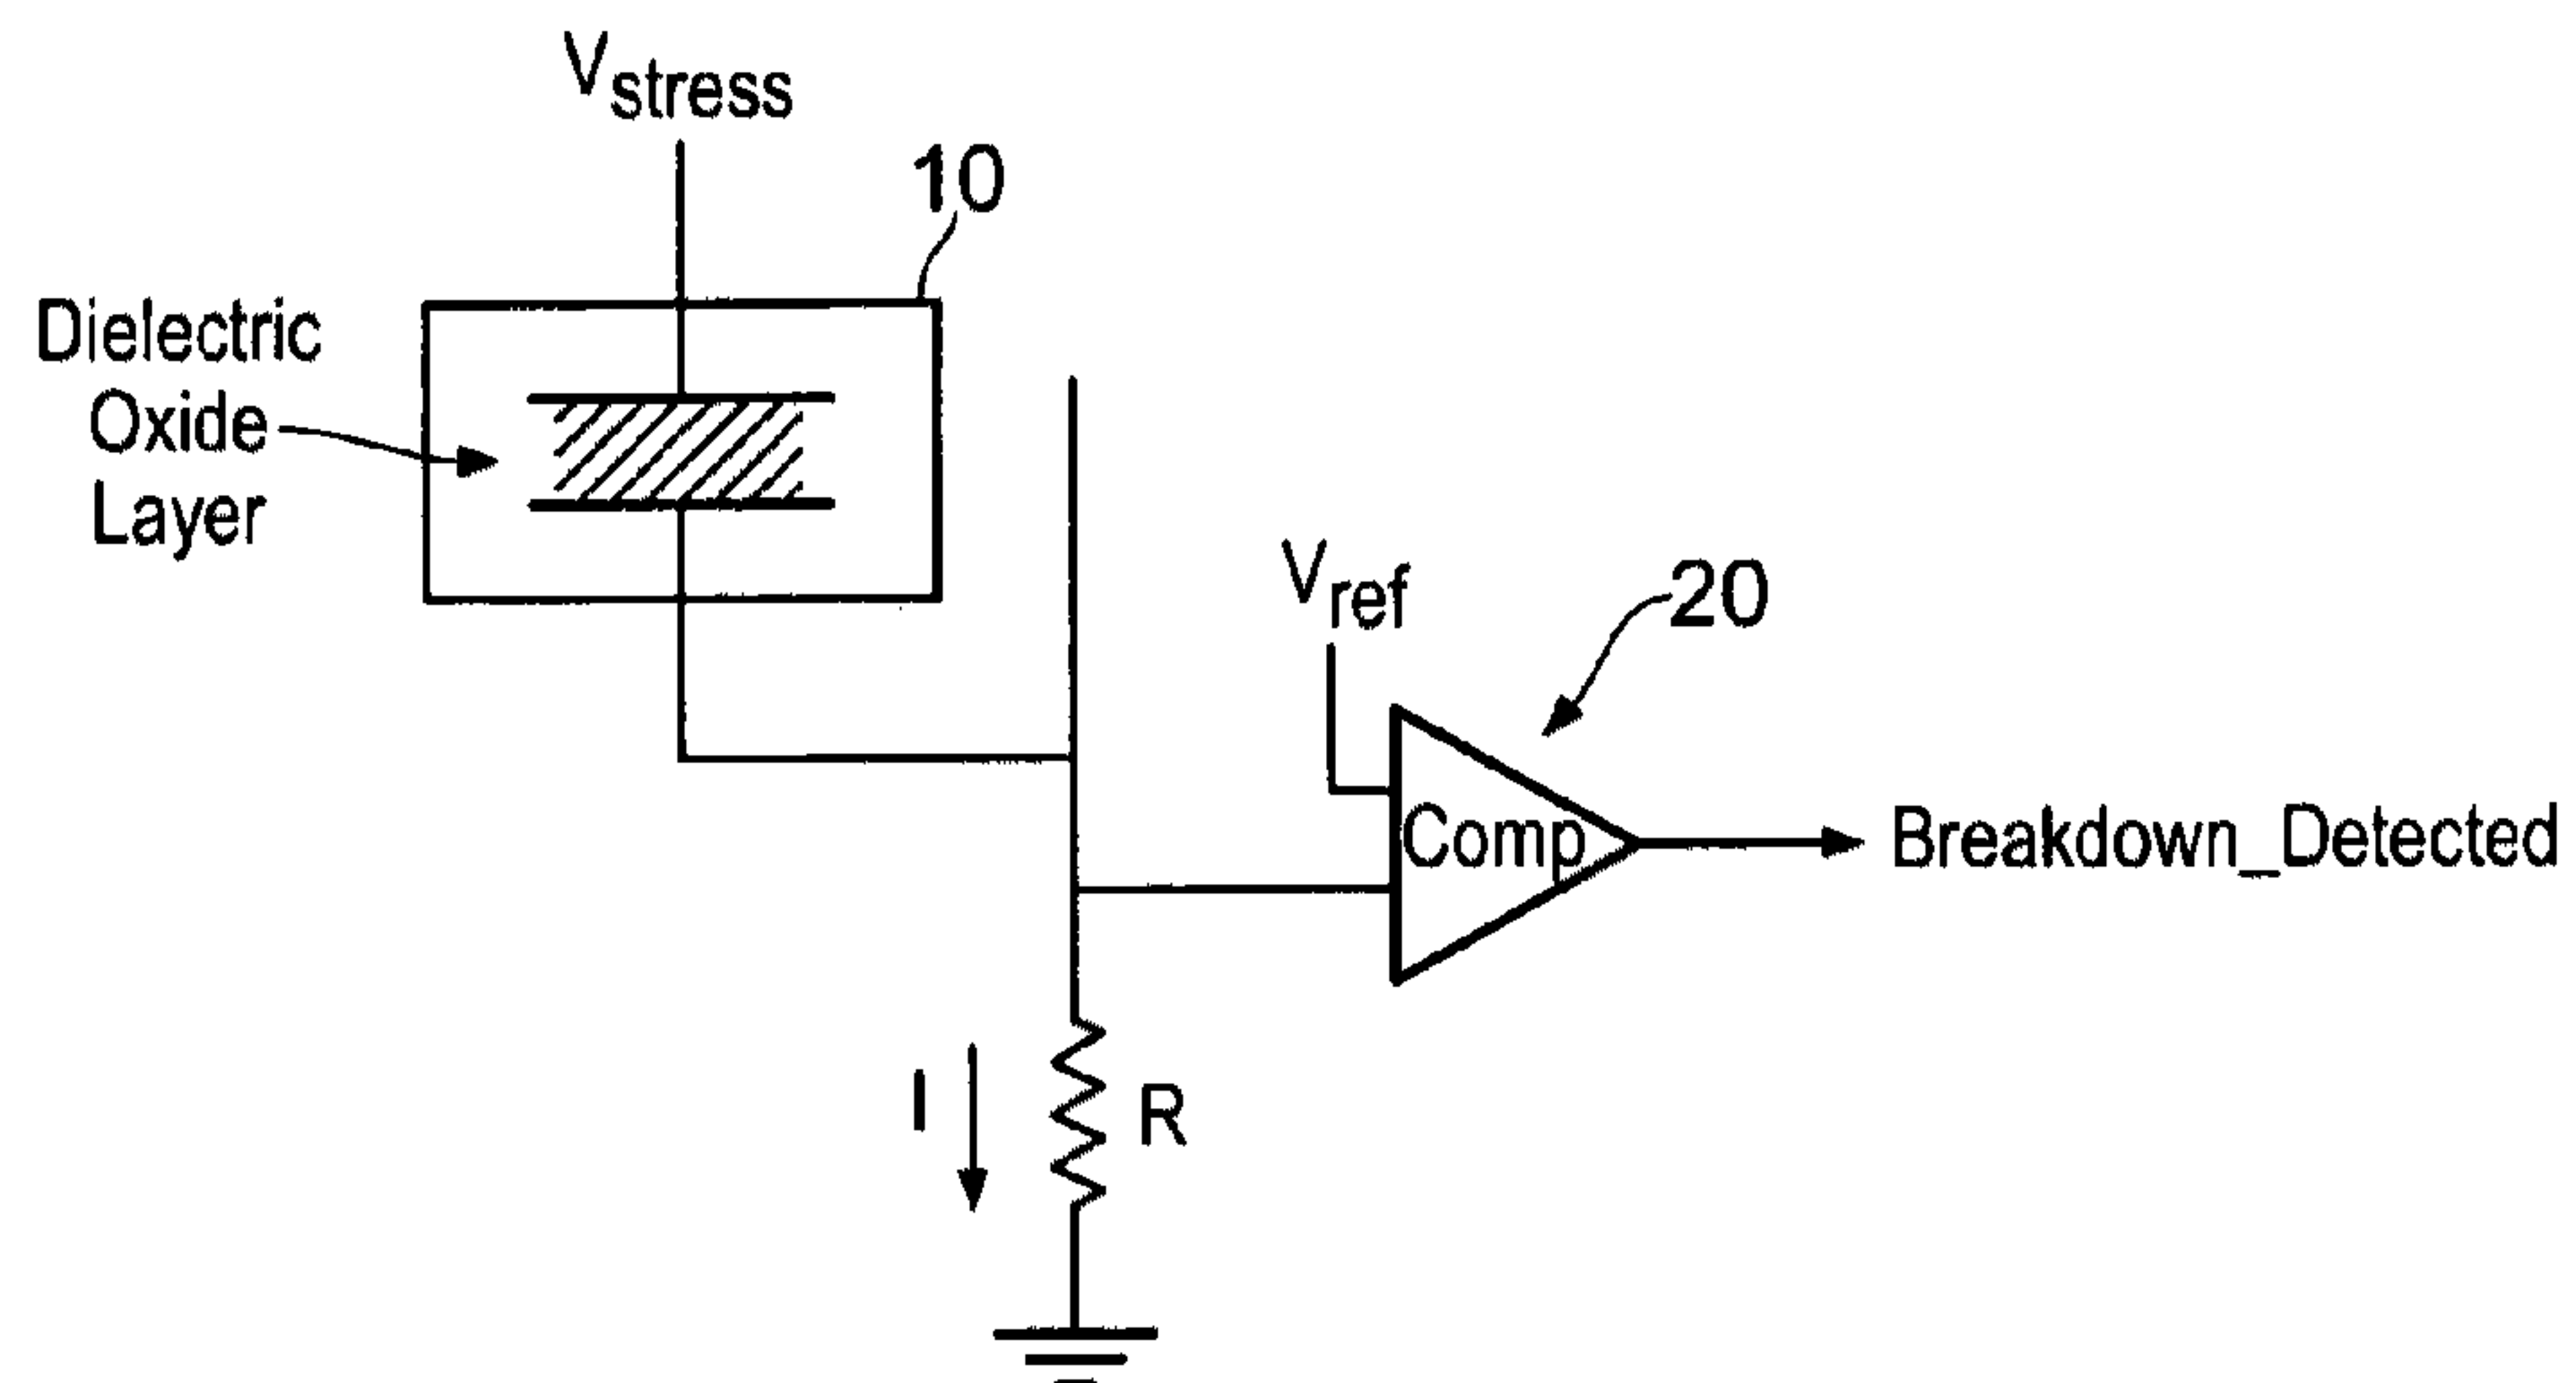 Vstress
10
Dielectric
Oxide
Layer
Vref
20
Comp
Breakdown_Detected
I
R